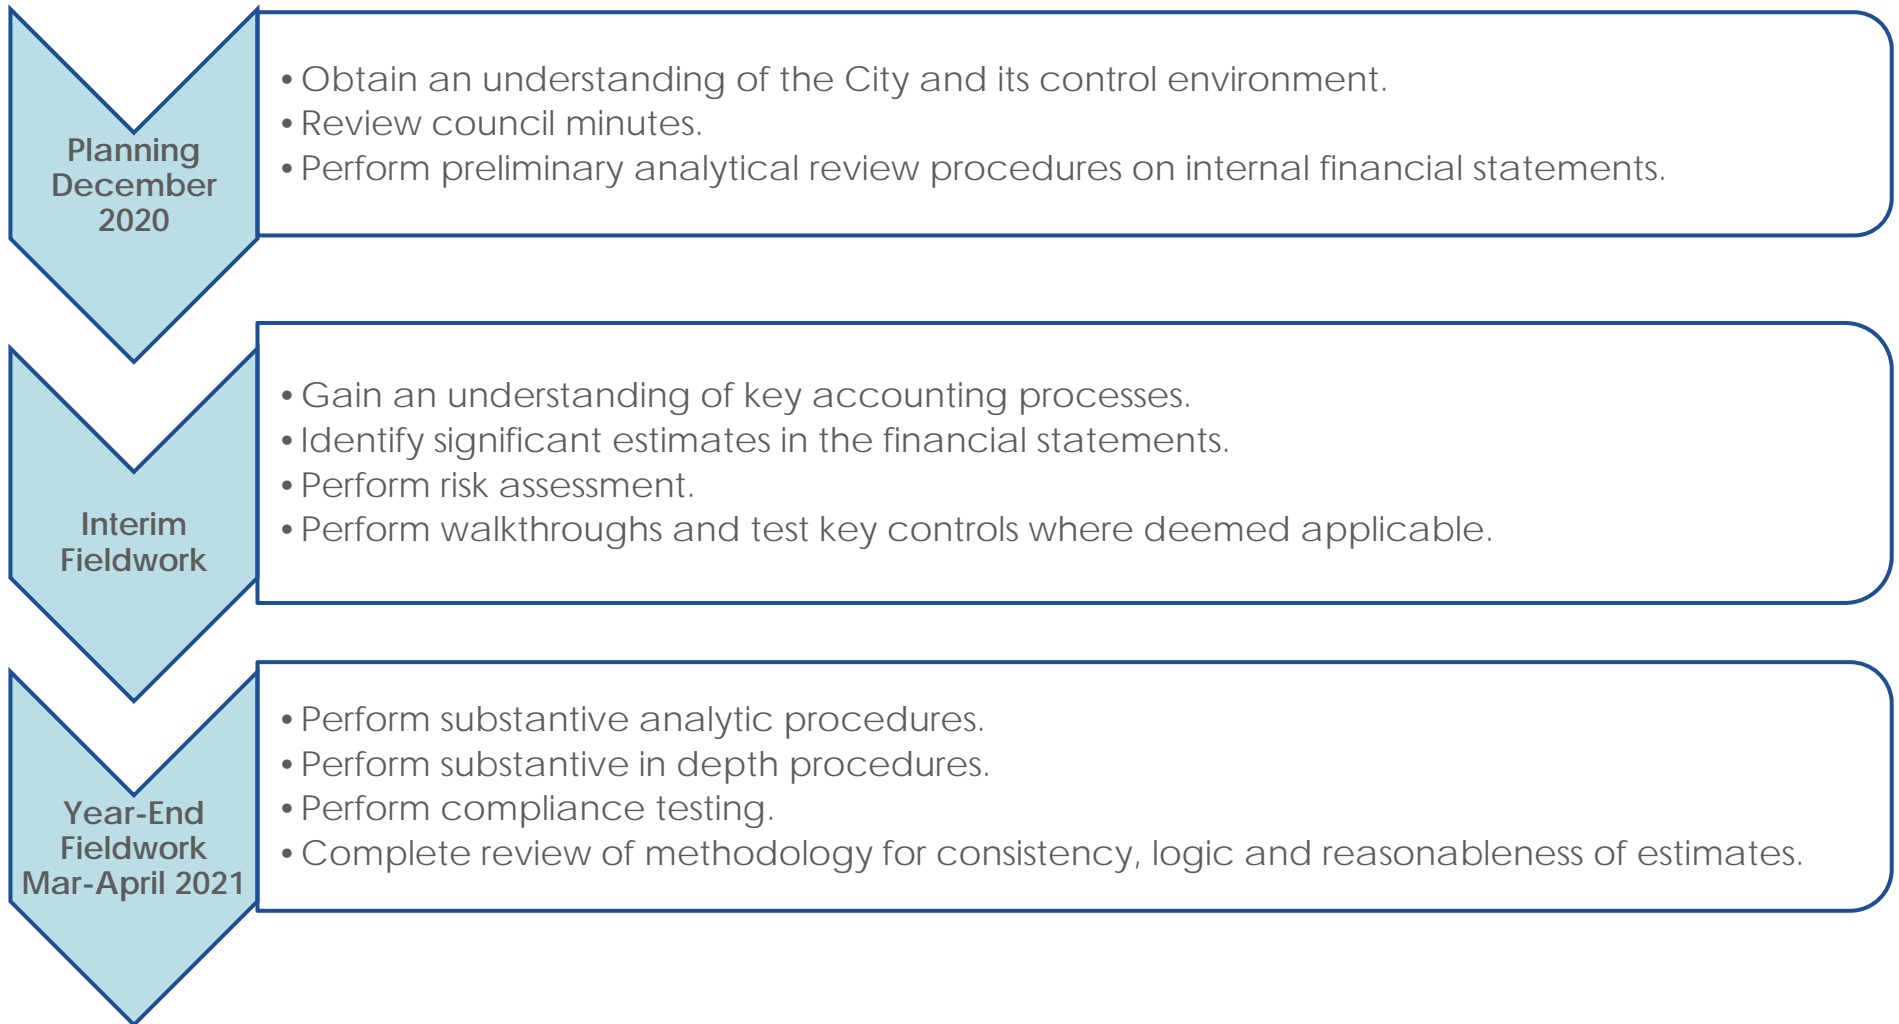 Planning
December
2020
• Obtain an understanding of the City and its control environment.
• Review council minutes.
• Perform preliminary analytical review procedures on internal financial statements.
Interim
Fieldwork
• Gain an understanding of key accounting processes.
• Identify significant estimates in the financial statements.
• Perform risk assessment.
• Perform walkthroughs and test key controls where deemed applicable.
Year-End
Fieldwork
Mar-April 2021
• Perform substantive analytic procedures.
• Perform substantive in depth procedures.
• Perform compliance testing.
• Complete review of methodology for consistency, logic and reasonableness of estimates.